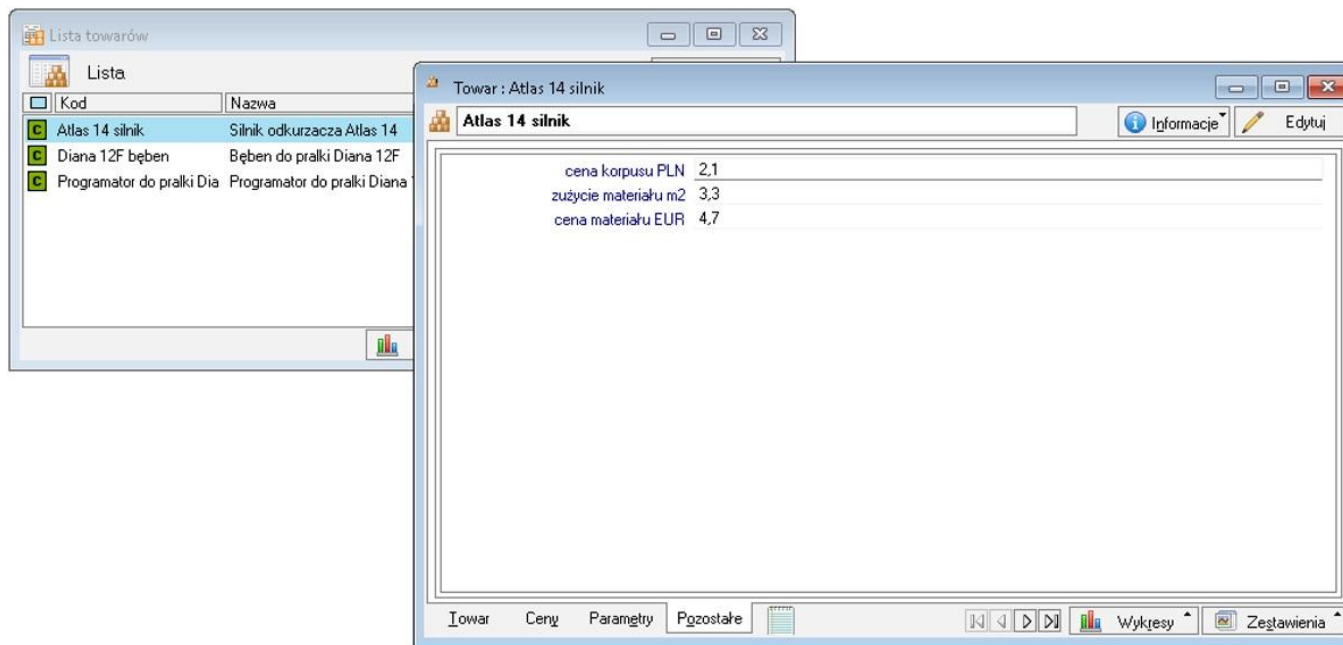 Lista towarów
Lista
Kod Nazwa
C Atlas 14 silnik Silnik odkurzacza Atlas 14
C Diana 12F bęben Bęben do pralki Diana 12F
C Programator do pralki Dia Programator do pralki Diana
Towar : Atlas 14 silnik
Atlas 14 silnik
Informacje Edytuj
cena korpusu PLN 2,1
zużycie materiału m2 3,3
cena materiału EUR 4,7
Towar Ceny Parametry Pozostałe Wykresy Zestawienia